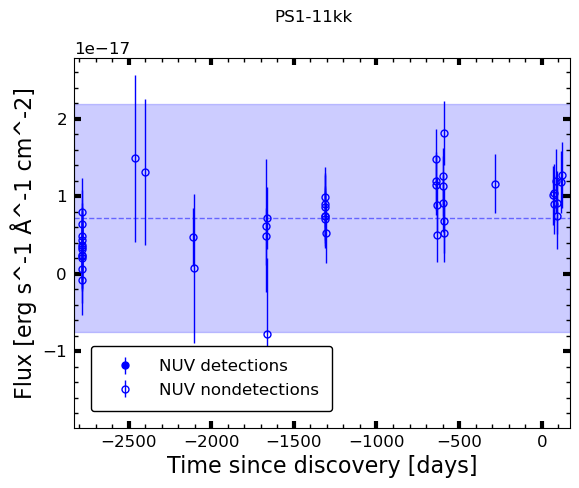 PS1-11kk
1e−17
2
1
0
−1
Flux [erg s^-1 Å^-1 cm^-2]
NUV detections
NUV nondetections
−2500 −2000 −1500 −1000 −500 0
Time since discovery [days]